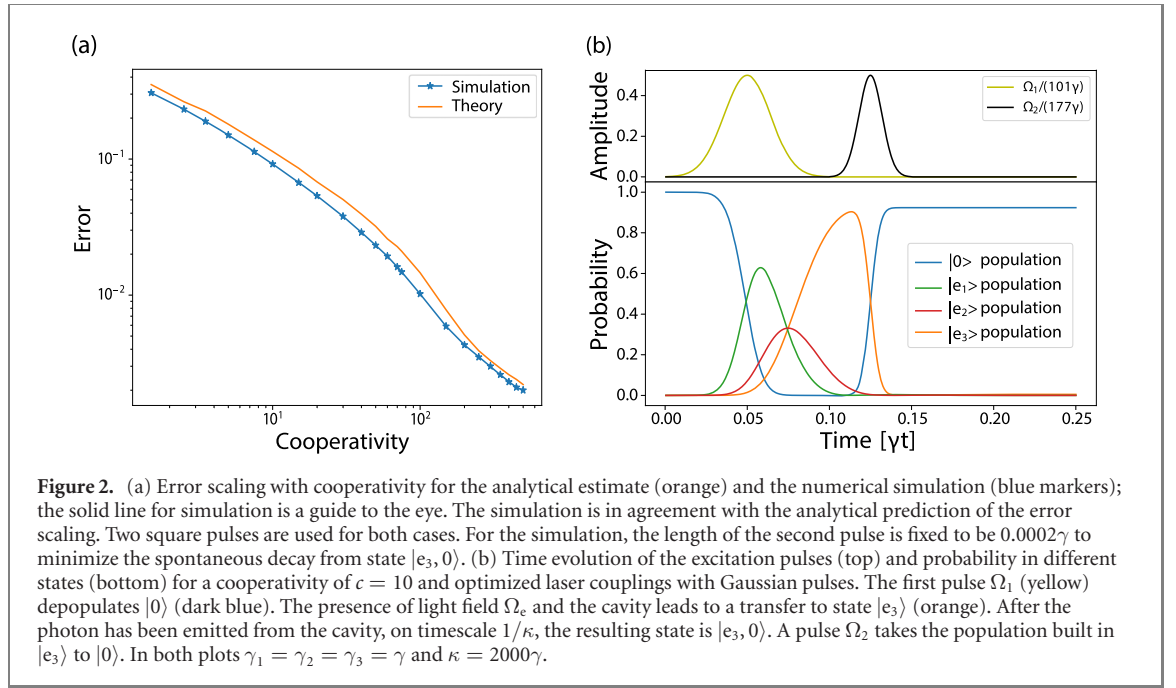 (a)
(b)
Simulation
Theory
10⁻¹
10⁻²
Error
10¹
10²
Cooperativity
Ω₁/(101γ)
Ω₂/(177γ)
0.4
0.2
0.0
Amplitude
1.0
0.8
0.6
0.4
0.2
0.0
Probability
|0> population
|e₁> population
|e₂> population
|e₃> population
0.00 0.05 0.10 0.15 0.20 0.25
Time [γt]
Figure 2. (a) Error scaling with cooperativity for the analytical estimate (orange) and the numerical simulation (blue markers);
the solid line for simulation is a guide to the eye. The simulation is in agreement with the analytical prediction of the error
scaling. Two square pulses are used for both cases. For the simulation, the length of the second pulse is fixed to be 0.0002γ to
minimize the spontaneous decay from state |e₃, 0⟩. (b) Time evolution of the excitation pulses (top) and probability in different
states (bottom) for a cooperativity of c = 10 and optimized laser couplings with Gaussian pulses. The first pulse Ω₁ (yellow)
depopulates |0⟩ (dark blue). The presence of light field Ωₑ and the cavity leads to a transfer to state |e₃⟩ (orange). After the
photon has been emitted from the cavity, on timescale 1/κ, the resulting state is |e₃, 0⟩. A pulse Ω₂ takes the population built in
|e₃⟩ to |0⟩. In both plots γ₁ = γ₂ = γ₃ = γ and κ = 2000γ.